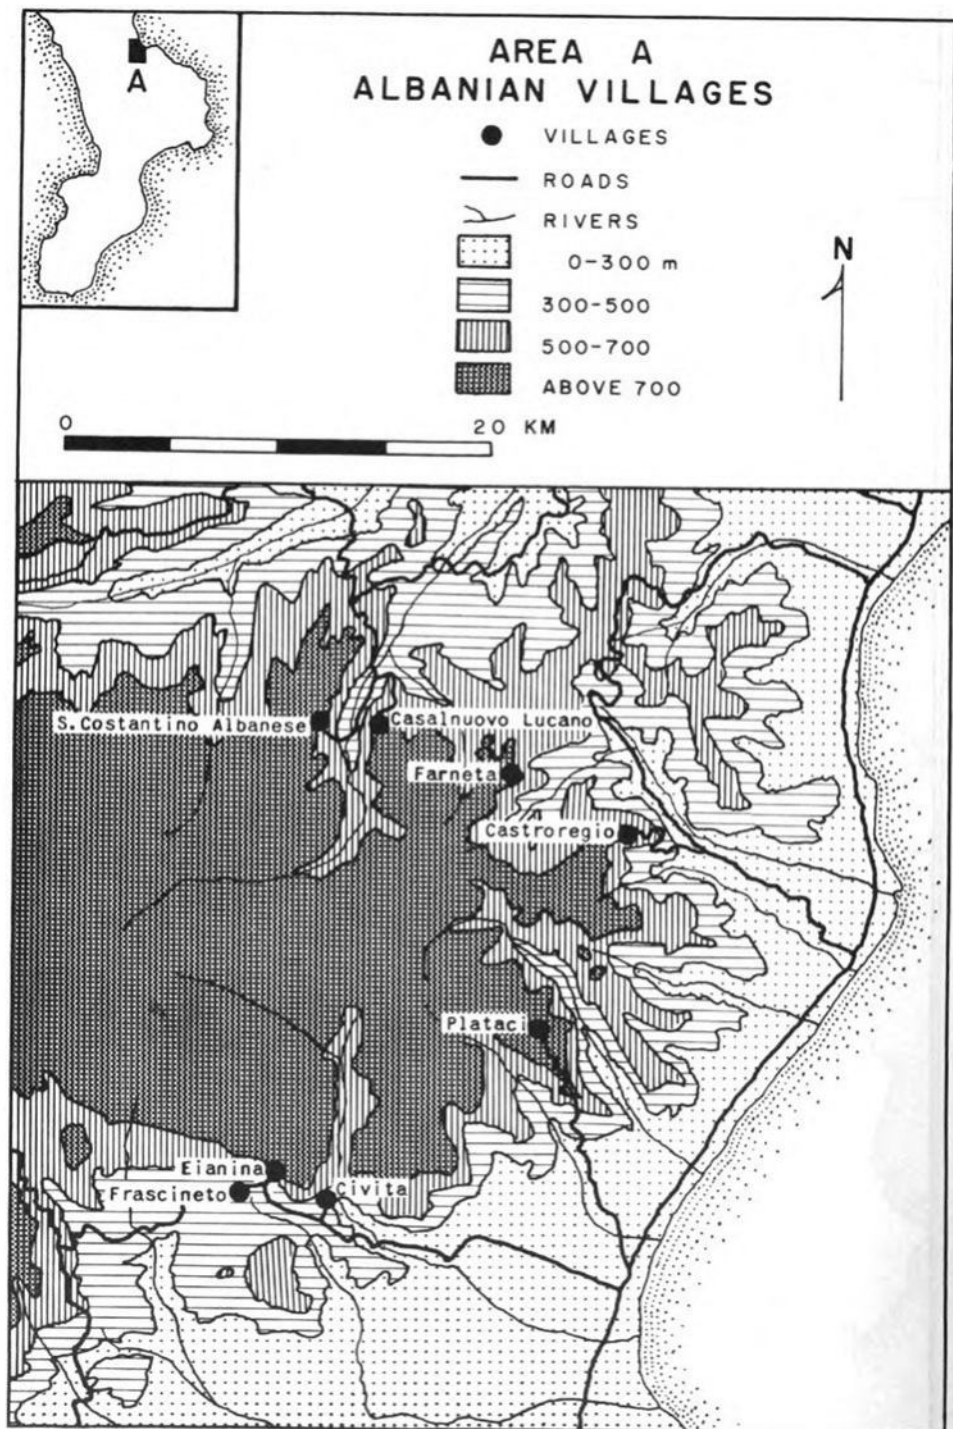 A
AREA A
ALBANIAN VILLAGES
VILLAGES
ROADS
RIVERS
0-300 m
300-500
500-700
ABOVE 700
N
0
20 KM
S.Costantino Albanese
Casalnuovo Lucano
Farneta
Castroregio
Plataci
Eianina
Frascineto
Civita